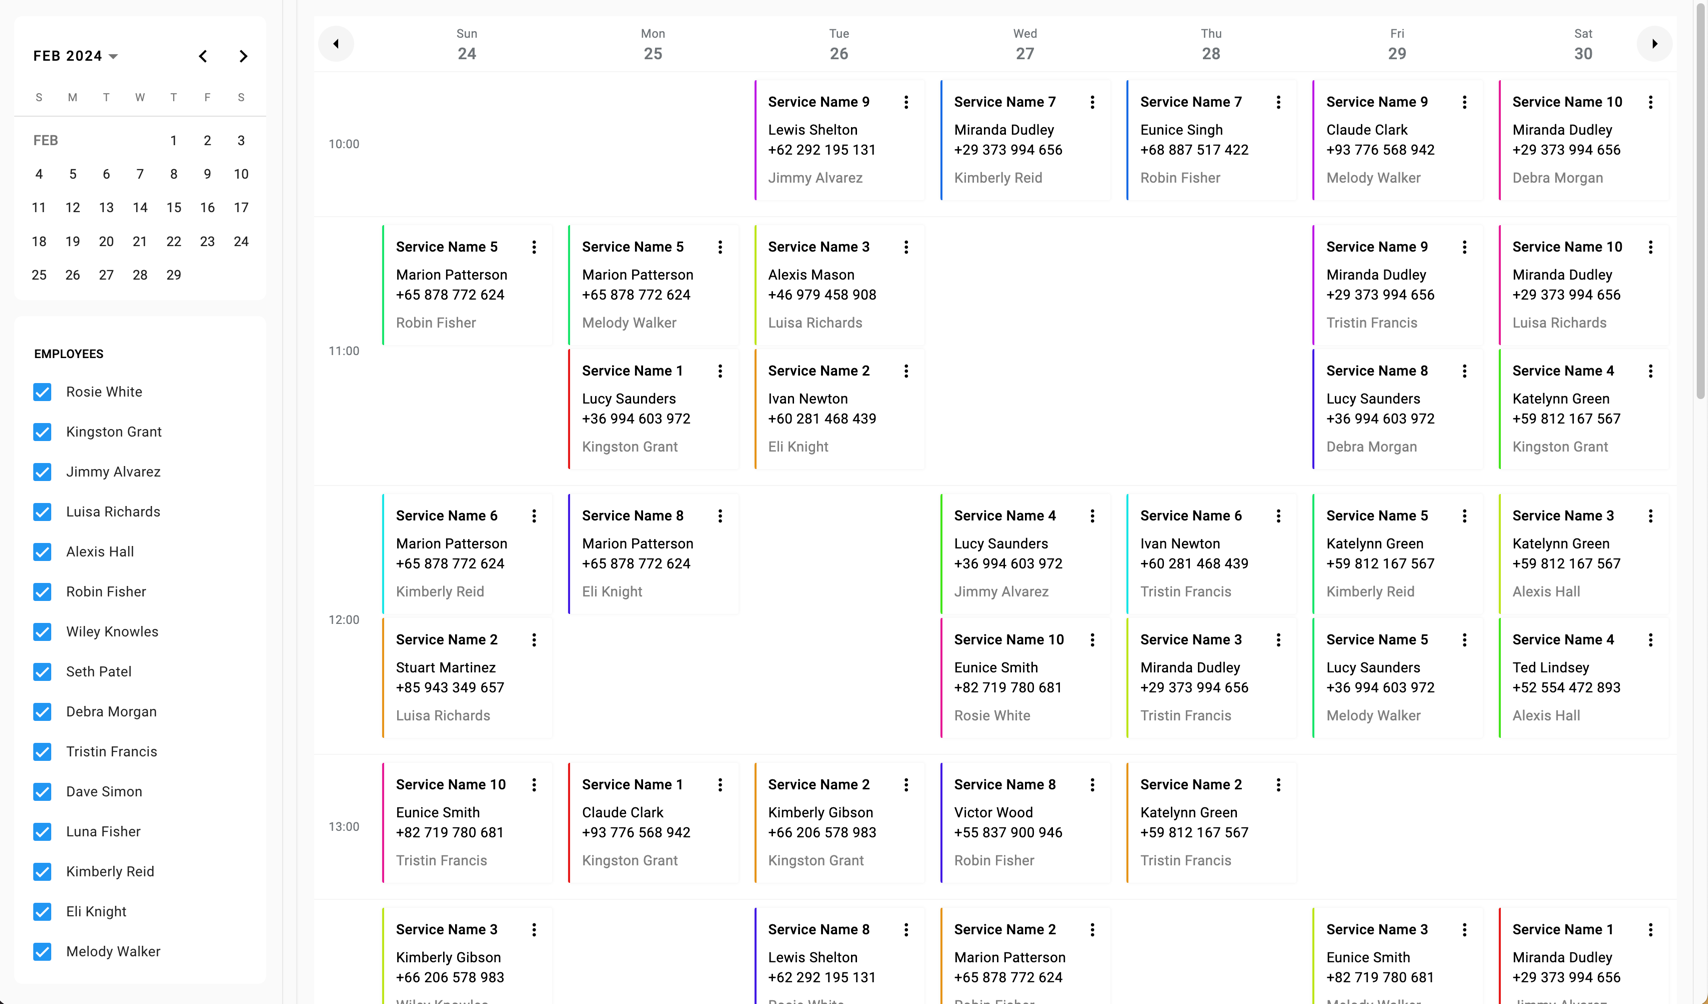 FEB 2024
S M T W T F S
FEB 1 2 3
4 5 6 7 8 9 10
11 12 13 14 15 16 17
18 19 20 21 22 23 24
25 26 27 28 29
EMPLOYEES
Rosie White
Kingston Grant
Jimmy Alvarez
Luisa Richards
Alexis Hall
Robin Fisher
Wiley Knowles
Seth Patel
Debra Morgan
Tristin Francis
Dave Simon
Luna Fisher
Kimberly Reid
Eli Knight
Melody Walker
Sun Mon Tue Wed Thu Fri Sat
24 25 26 27 28 29 30
10:00
Service Name 9
Lewis Shelton
+62 292 195 131
Jimmy Alvarez
Service Name 7
Miranda Dudley
+29 373 994 656
Kimberly Reid
Service Name 7
Eunice Singh
+68 887 517 422
Robin Fisher
Service Name 9
Claude Clark
+93 776 568 942
Melody Walker
Service Name 10
Miranda Dudley
+29 373 994 656
Debra Morgan
11:00
Service Name 5
Marion Patterson
+65 878 772 624
Robin Fisher
Service Name 5
Marion Patterson
+65 878 772 624
Melody Walker
Service Name 1
Lucy Saunders
+36 994 603 972
Kingston Grant
Service Name 3
Alexis Mason
+46 979 458 908
Luisa Richards
Service Name 2
Ivan Newton
+60 281 468 439
Eli Knight
Service Name 9
Miranda Dudley
+29 373 994 656
Tristin Francis
Service Name 8
Lucy Saunders
+36 994 603 972
Debra Morgan
Service Name 10
Miranda Dudley
+29 373 994 656
Luisa Richards
Service Name 4
Katelynn Green
+59 812 167 567
Kingston Grant
12:00
Service Name 6
Marion Patterson
+65 878 772 624
Kimberly Reid
Service Name 2
Stuart Martinez
+85 943 349 657
Luisa Richards
Service Name 8
Marion Patterson
+65 878 772 624
Eli Knight
Service Name 4
Lucy Saunders
+36 994 603 972
Jimmy Alvarez
Service Name 10
Eunice Smith
+82 719 780 681
Rosie White
Service Name 6
Ivan Newton
+60 281 468 439
Tristin Francis
Service Name 3
Miranda Dudley
+29 373 994 656
Tristin Francis
Service Name 5
Katelynn Green
+59 812 167 567
Kimberly Reid
Service Name 5
Lucy Saunders
+36 994 603 972
Melody Walker
Service Name 3
Katelynn Green
+59 812 167 567
Alexis Hall
Service Name 4
Ted Lindsey
+52 554 472 893
Alexis Hall
13:00
Service Name 10
Eunice Smith
+82 719 780 681
Tristin Francis
Service Name 1
Claude Clark
+93 776 568 942
Kingston Grant
Service Name 2
Kimberly Gibson
+66 206 578 983
Kingston Grant
Service Name 8
Victor Wood
+55 837 900 946
Robin Fisher
Service Name 2
Katelynn Green
+59 812 167 567
Tristin Francis
Service Name 3
Kimberly Gibson
+66 206 578 983
Wiley Knowles
Service Name 8
Lewis Shelton
+62 292 195 131
Rosie White
Service Name 2
Marion Patterson
+65 878 772 624
Robin Fisher
Service Name 3
Eunice Smith
+82 719 780 681
Melody Walker
Service Name 1
Miranda Dudley
+29 373 994 656
Jimmy Alvarez